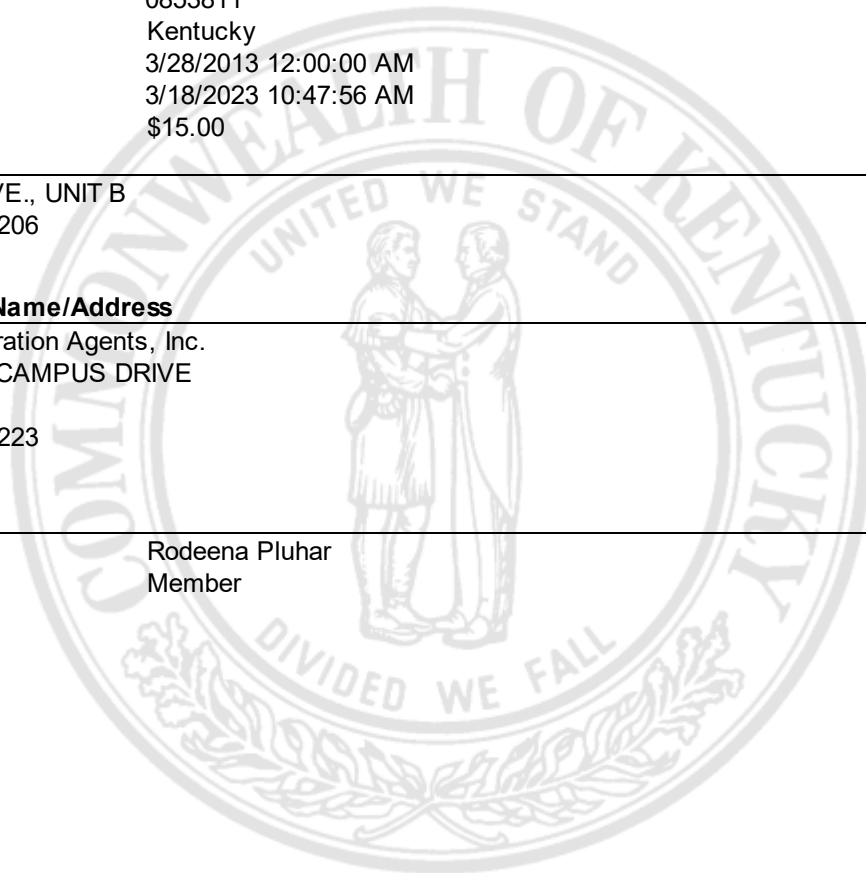 0853811
Kentucky
3/28/2013 12:00:00 AM
3/18/2023 10:47:56 AM
$15.00
VE., UNIT B
206
Name/Address
ration Agents, Inc.
CAMPUS DRIVE
223
Rodeena Pluhar
Member
COMMONWEALTH OF KENTUCKY
UNITED WE STAND
DIVIDED WE FALL